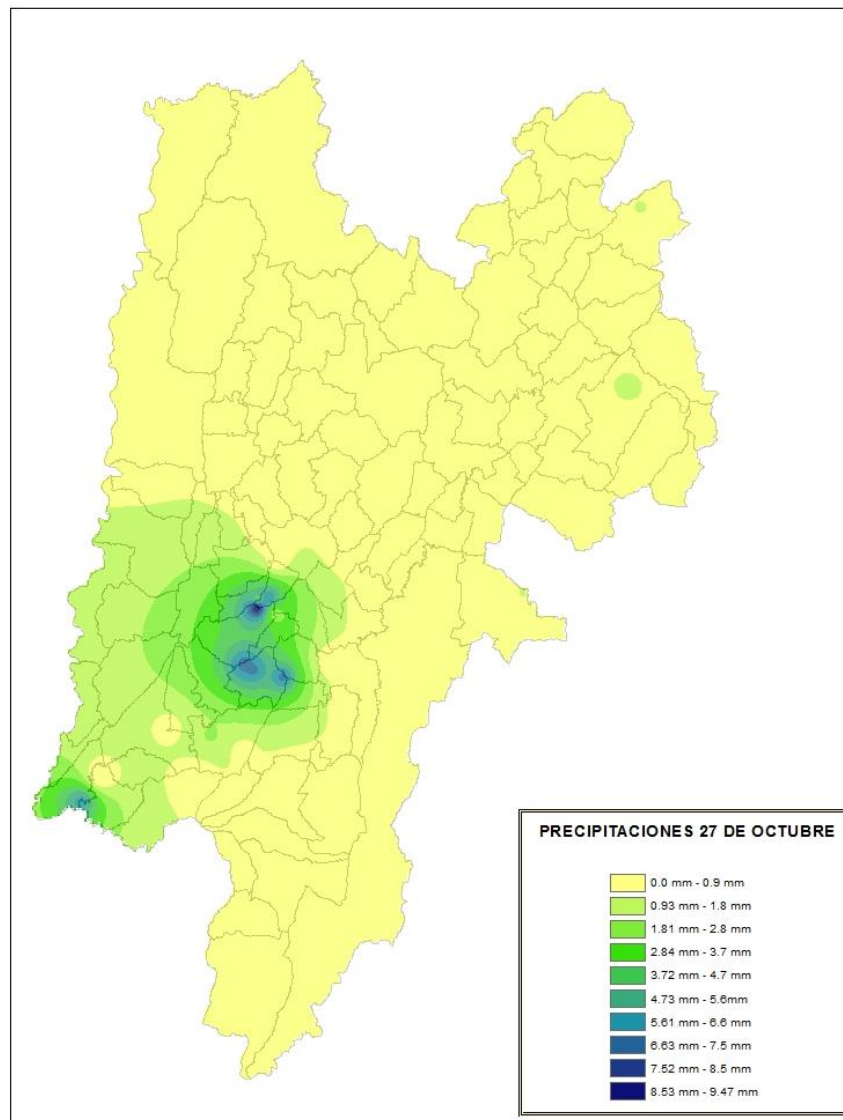 PRECIPITACIONES 27 DE OCTUBRE
0.0 mm - 0.9 mm
0.93 mm - 1.8 mm
1.81 mm - 2.8 mm
2.84 mm - 3.7 mm
3.72 mm - 4.7 mm
4.73 mm - 5.6mm
5.61 mm - 6.6 mm
6.63 mm - 7.5 mm
7.52 mm - 8.5 mm
8.53 mm - 9.47 mm